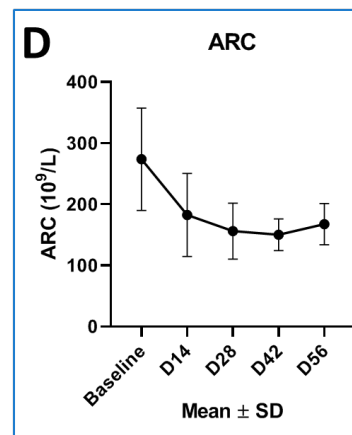 D
ARC
ARC (10⁹/L)
400
300
200
100
0
Baseline
D14
D28
D42
D56
Mean ± SD